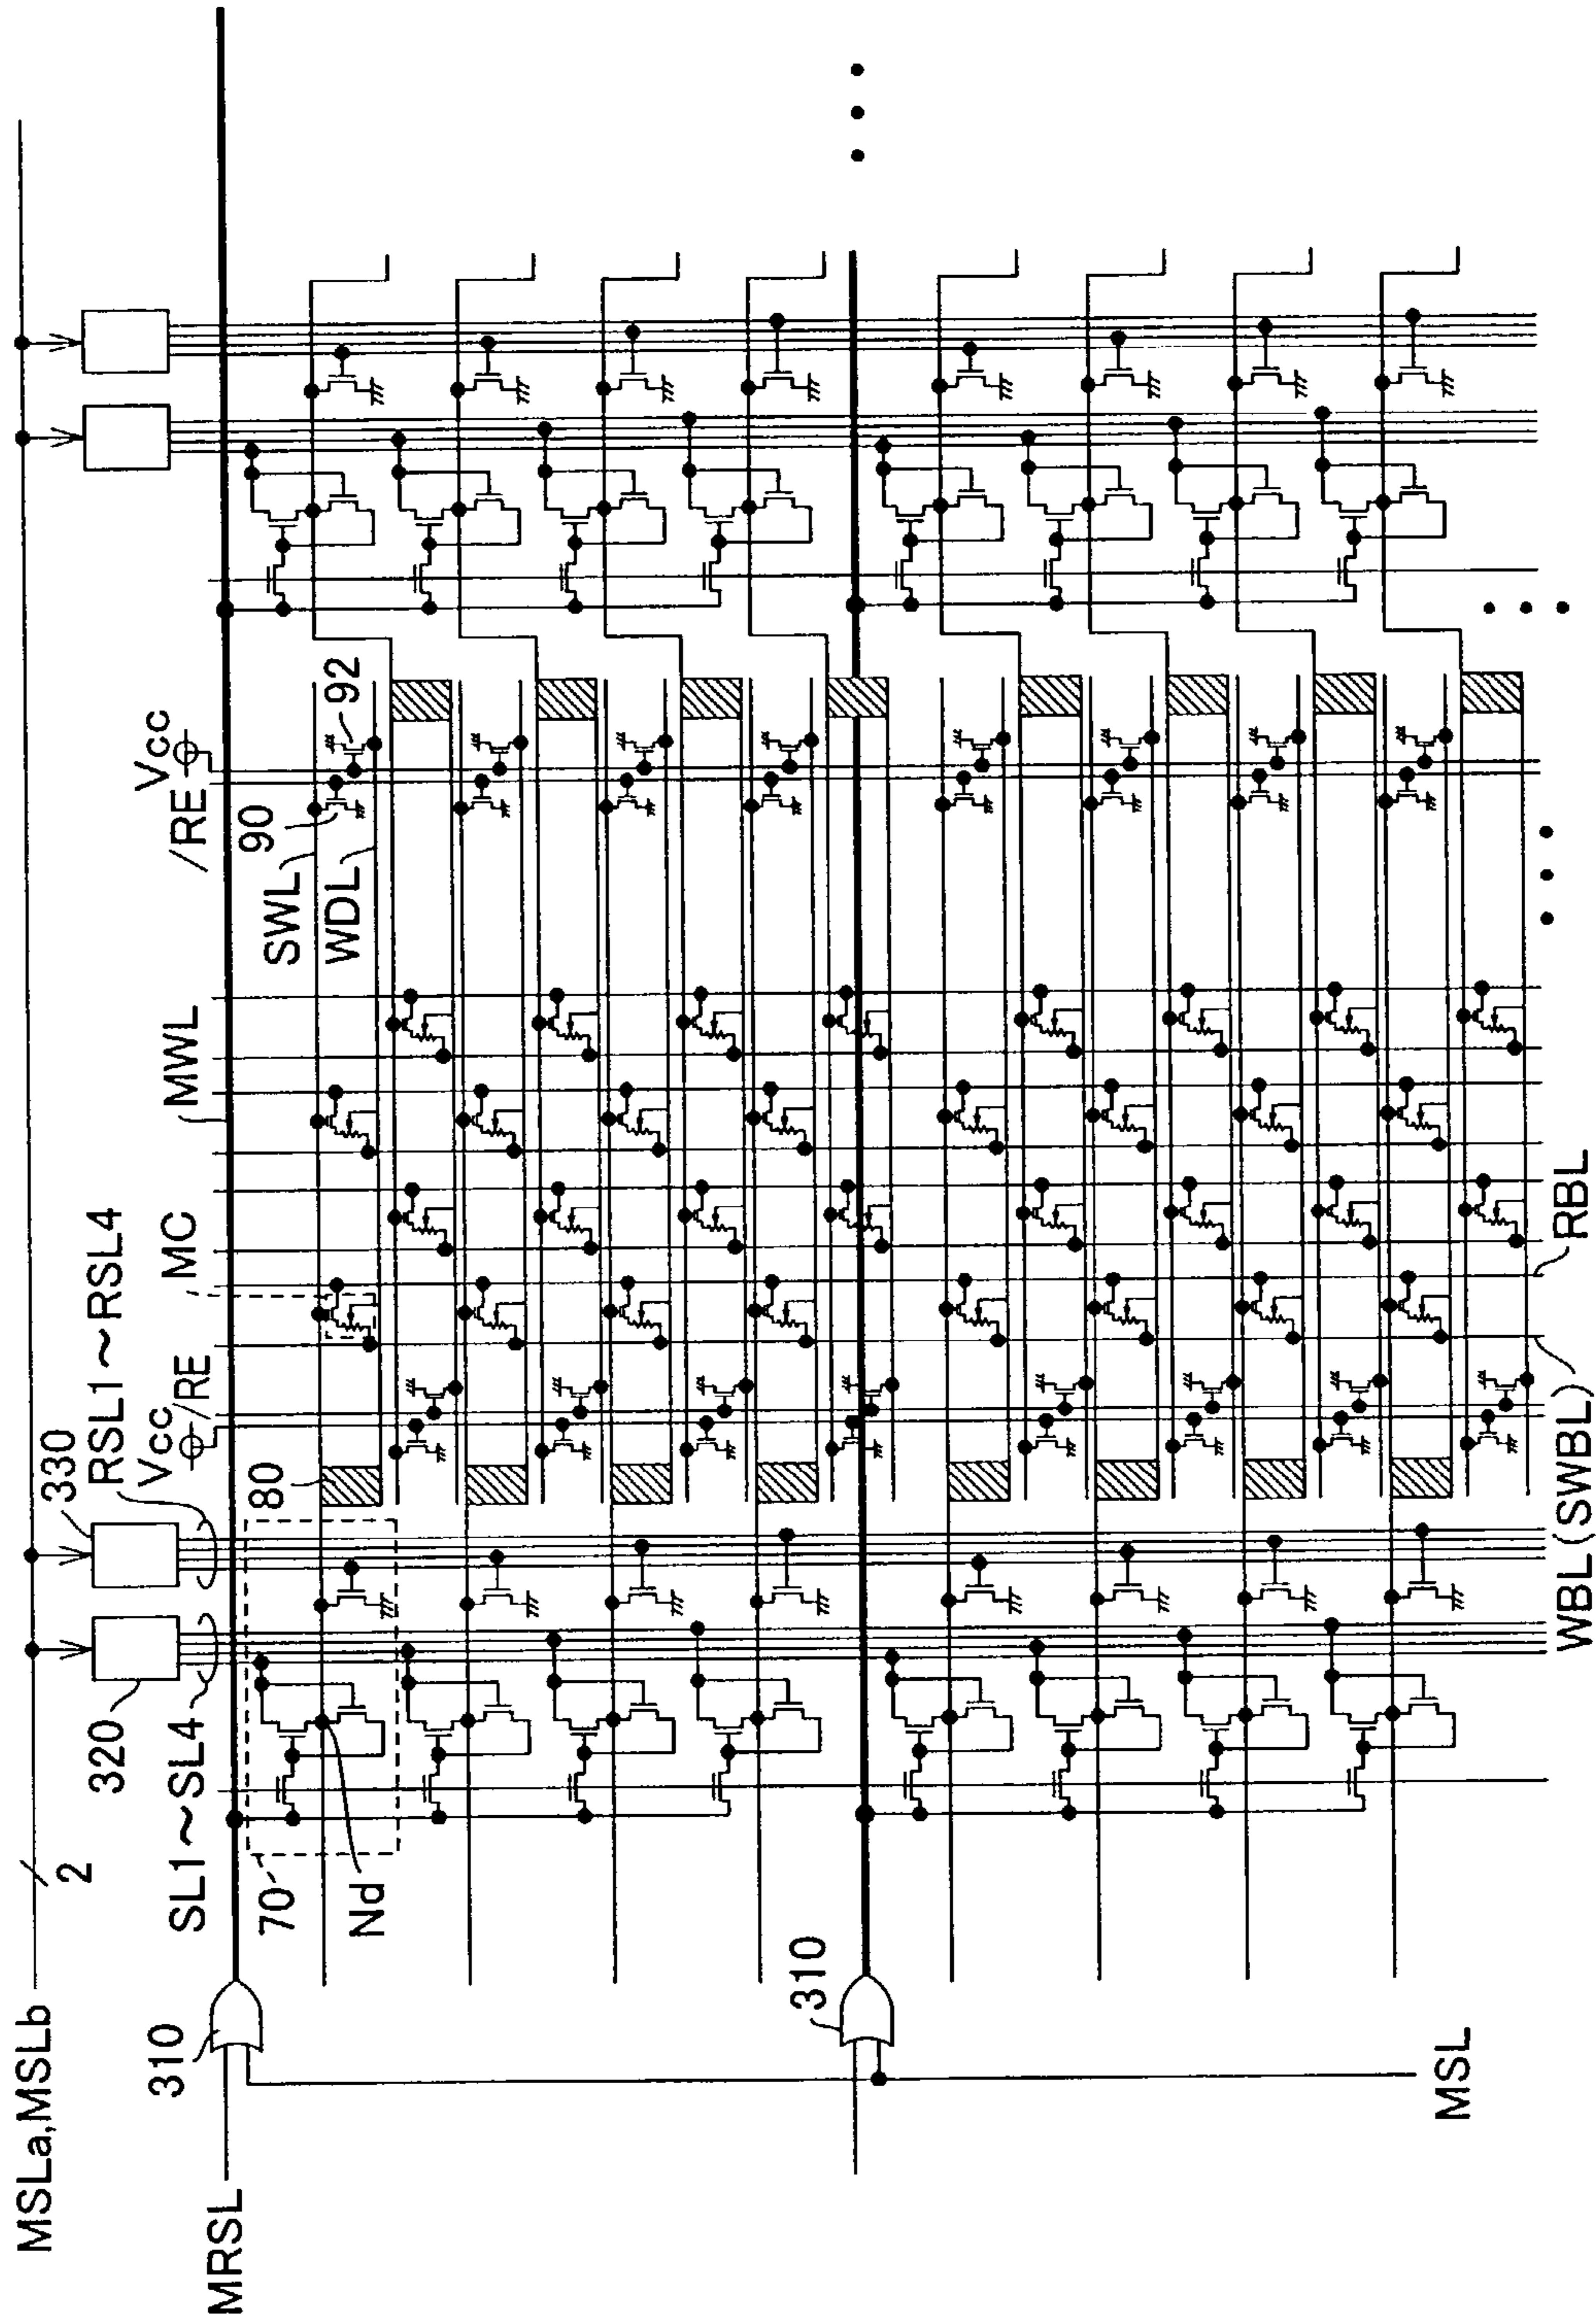 MSLa,MSLb
2
MRSL
310
MSL
310
70
Nd
SL1~SL4
320
330
RSL1~RSL4
80
Vcc
/RE
MC
MWL
SWL
WDL
90
92
/RE
Vcc
RBL
WBL(SWBL)